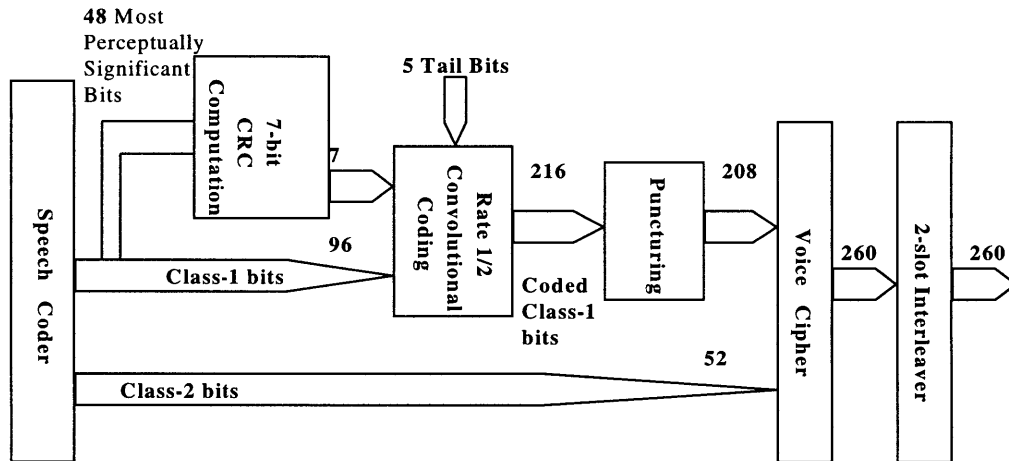 48 Most
Perceptually
Significant
Bits
7-bit
CRC
Computation
7
5 Tail Bits
Rate 1/2
Convolutional
Coding
216
Puncturing
208
96
Class-1 bits
Coded
Class-1
bits
Speech Coder
Class-2 bits
52
Voice Cipher
260
2-slot Interleaver
260